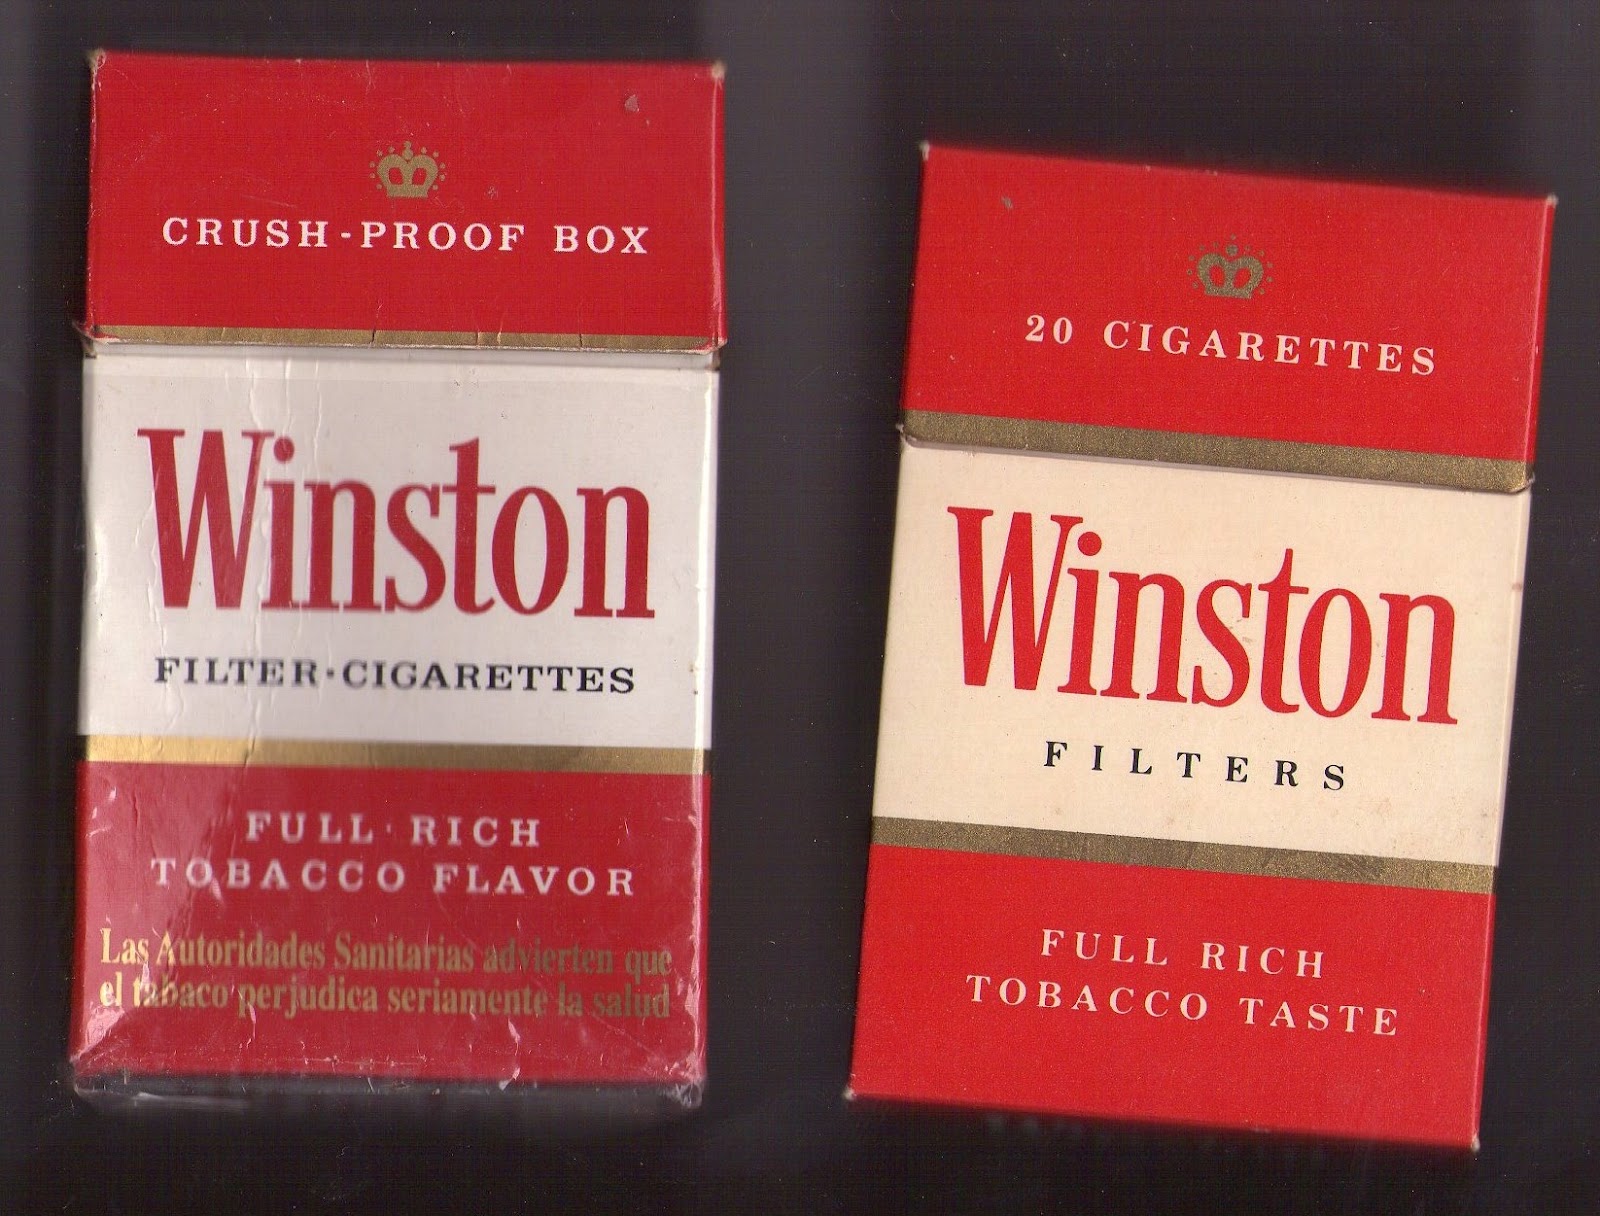 CRUSH-PROOF BOX
Winston
FILTER·CIGARETTES
FULL·RICH
TOBACCO FLAVOR
Las Autoridades Sanitarias advierten que
el tabaco perjudica seriamente la salud
20 CIGARETTES
Winston
FILTERS
FULL RICH
TOBACCO TASTE